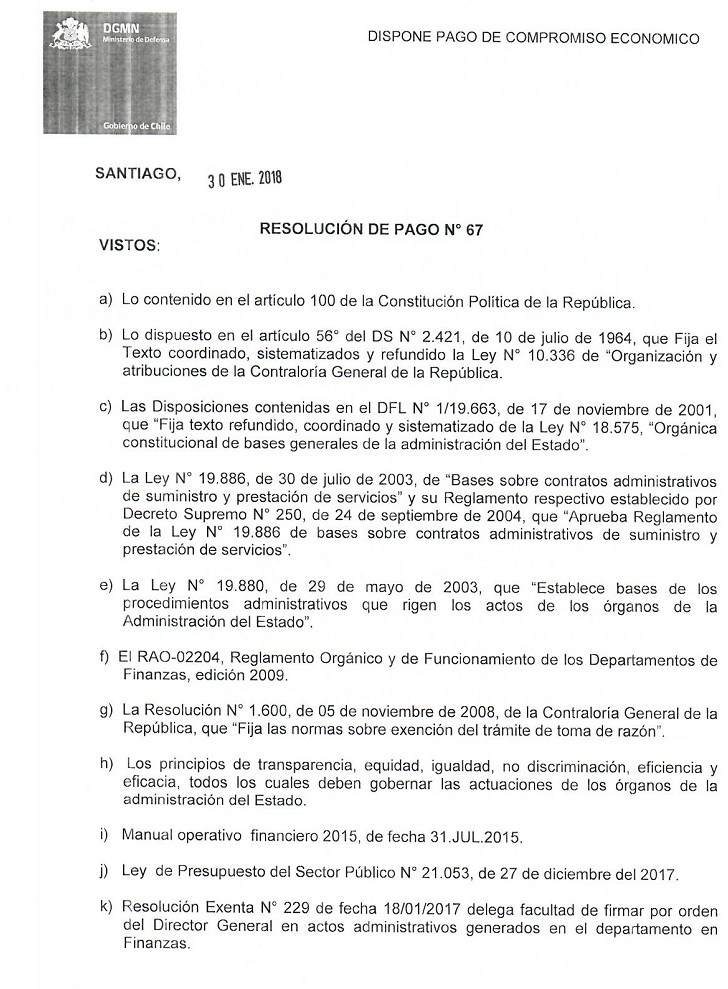 DGMN
Ministerio de Defensa
Gobierno de Chile
DISPONE PAGO DE COMPROMISO ECONOMICO
SANTIAGO, 30 ENE. 2018
RESOLUCIÓN DE PAGO N° 67
VISTOS:
a) Lo contenido en el artículo 100 de la Constitución Política de la República.
b) Lo dispuesto en el artículo 56° del DS N° 2.421, de 10 de julio de 1964, que Fija el
Texto coordinado, sistematizados y refundido la Ley N° 10.336 de “Organización y
atribuciones de la Contraloría General de la República.
c) Las Disposiciones contenidas en el DFL N° 1/19.663, de 17 de noviembre de 2001,
que “Fija texto refundido, coordinado y sistematizado de la Ley N° 18.575, “Orgánica
constitucional de bases generales de la administración del Estado”.
d) La Ley N° 19.886, de 30 de julio de 2003, de “Bases sobre contratos administrativos
de suministro y prestación de servicios” y su Reglamento respectivo establecido por
Decreto Supremo N° 250, de 24 de septiembre de 2004, que “Aprueba Reglamento
de la Ley N° 19.886 de bases sobre contratos administrativos de suministro y
prestación de servicios”.
e) La Ley N° 19.880, de 29 de mayo de 2003, que “Establece bases de los
procedimientos administrativos que rigen los actos de los órganos de la
Administración del Estado”.
f) El RAO-02204, Reglamento Orgánico y de Funcionamiento de los Departamentos de
Finanzas, edición 2009.
g) La Resolución N° 1.600, de 05 de noviembre de 2008, de la Contraloría General de la
República, que “Fija las normas sobre exención del trámite de toma de razón”.
h) Los principios de transparencia, equidad, igualdad, no discriminación, eficiencia y
eficacia, todos los cuales deben gobernar las actuaciones de los órganos de la
administración del Estado.
i) Manual operativo financiero 2015, de fecha 31.JUL.2015.
j) Ley de Presupuesto del Sector Público N° 21.053, de 27 de diciembre del 2017.
k) Resolución Exenta N° 229 de fecha 18/01/2017 delega facultad de firmar por orden
del Director General en actos administrativos generados en el departamento en
Finanzas.